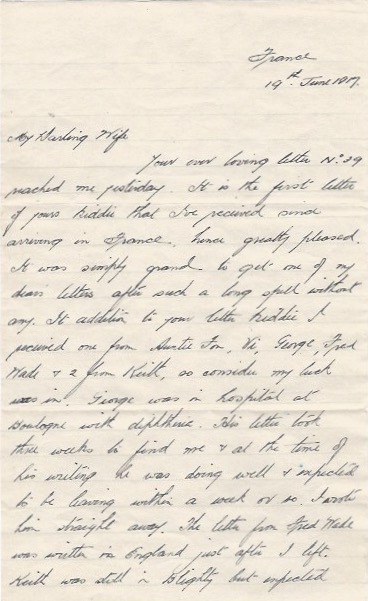 France
19th June 1917.
My Darling Wife
Your ever loving letter No 39
reached me yesterday. It is the first letter
of yours Kiddie that I've received since
arriving in France, hence greatly pleased.
It was simply grand to get one of my
dear's letters after such a long spell without
any. In addition to your letter Kiddie I
received one from Auntie Fon, Vi, George, Fred
Wade & 2 from Keith, so consider my luck
was in. George was in hospital at
Boulogne with diphtheria. His letter took
three weeks to find me & at the time of
his writing he was doing well & expected
to be leaving within a week or so. I wrote
him straight away. The letter from Fred Wade
was written in England just after I left.
Keith was still in Blighty but expected